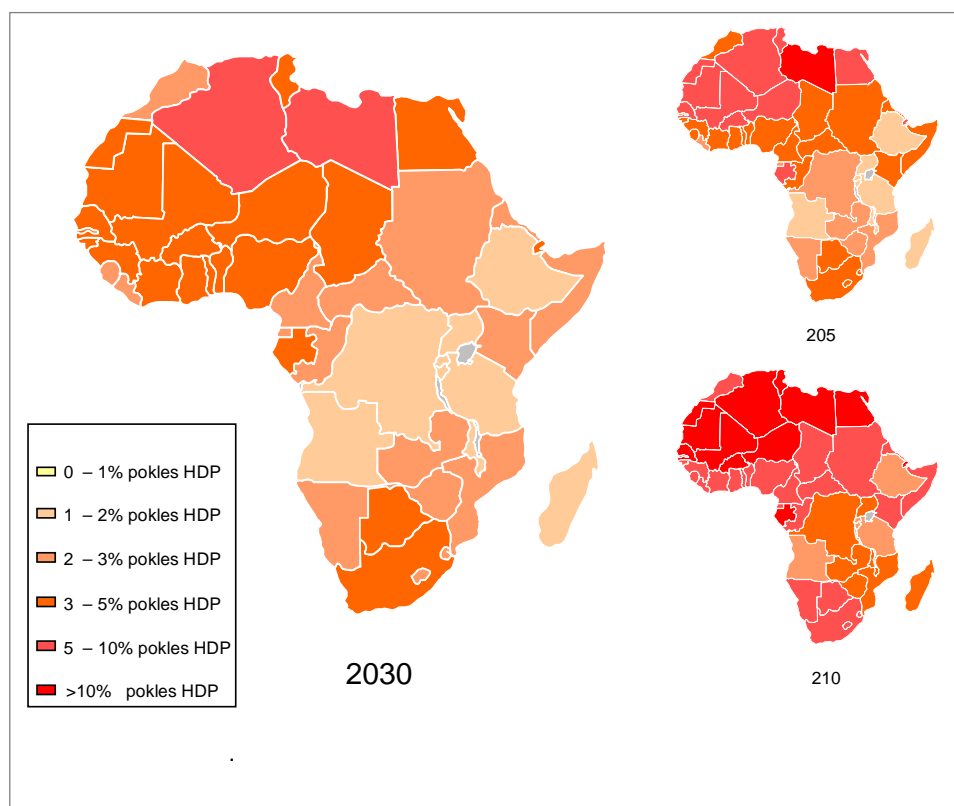 205
0 – 1% pokles HDP
1 – 2% pokles HDP
2 – 3% pokles HDP
3 – 5% pokles HDP
5 – 10% pokles HDP
>10% pokles HDP
2030
210
.